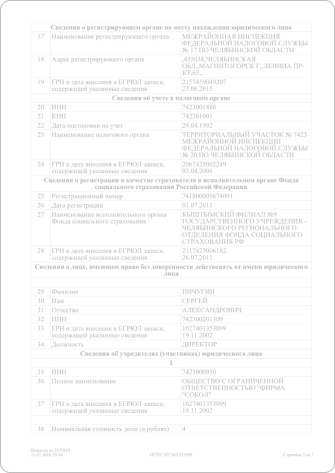 Сведения о регистрирующем органе по месту нахождения юридического лица
17 Наименование регистрирующего органа МЕЖРАЙОННАЯ ИНСПЕКЦИЯ
ФЕДЕРАЛЬНОЙ НАЛОГОВОЙ СЛУЖБЫ
№ 17 ПО ЧЕЛЯБИНСКОЙ ОБЛАСТИ
18 Адрес регистрирующего органа ,455038,ЧЕЛЯБИНСКАЯ
ОБЛ,,МАГНИТОГОРСК Г,,ЛЕНИНА ПР-
КТ,65,,
19 ГРН и дата внесения в ЕГРЮЛ записи, 2157459049207
содержащей указанные сведения 23.06.2015
Сведения об учете в налоговом органе
20 ИНН 7423001880
21 КПП 742301001
22 Дата постановки на учет 29.04.1992
23 Наименование налогового органа ТЕРРИТОРИАЛЬНЫЙ УЧАСТОК № 7423
МЕЖРАЙОННОЙ ИНСПЕКЦИИ
ФЕДЕРАЛЬНОЙ НАЛОГОВОЙ СЛУЖБЫ
№ 20 ПО ЧЕЛЯБИНСКОЙ ОБЛАСТИ
24 ГРН и дата внесения в ЕГРЮЛ записи, 2067423002249
содержащей указанные сведения 03.04.2006
Сведения о регистрации в качестве страхователя в исполнительном органе Фонда
социального страхования Российской Федерации
25 Регистрационный номер 741800009674091
26 Дата регистрации 01.07.2011
27 Наименование исполнительного органа КЫШТЫМСКИЙ ФИЛИАЛ №9
Фонда социального страхования ГОСУДАРСТВЕННОГО УЧРЕЖДЕНИЯ -
ЧЕЛЯБИНСКОГО РЕГИОНАЛЬНОГО
ОТДЕЛЕНИЯ ФОНДА СОЦИАЛЬНОГО
СТРАХОВАНИЯ РФ
28 ГРН и дата внесения в ЕГРЮЛ записи, 2117423006182
содержащей указанные сведения 26.07.2011
Сведения о лице, имеющем право без доверенности действовать от имени юридического
лица
29 Фамилия ПИЧУГИН
30 Имя СЕРГЕЙ
31 Отчество АЛЕКСАНДРОВИЧ
32 ИНН 742300201309
33 ГРН и дата внесения в ЕГРЮЛ записи, 1027401353099
содержащей указанные сведения 19.11.2002
34 Должность ДИРЕКТОР
Сведения об учредителях (участниках) юридического лица
1
35 ИНН 7423000950
36 Полное наименование ОБЩЕСТВО С ОГРАНИЧЕННОЙ
ОТВЕТСТВЕННОСТЬЮ "ФИРМА
"СОКОЛ"
37 ГРН и дата внесения в ЕГРЮЛ записи, 1027401353099
содержащей указанные сведения 19.11.2002
38 Номинальная стоимость доли (в рублях) 4
Выписка из ЕГРЮЛ
ОГРН 1027401353099
Страница 2 из 7